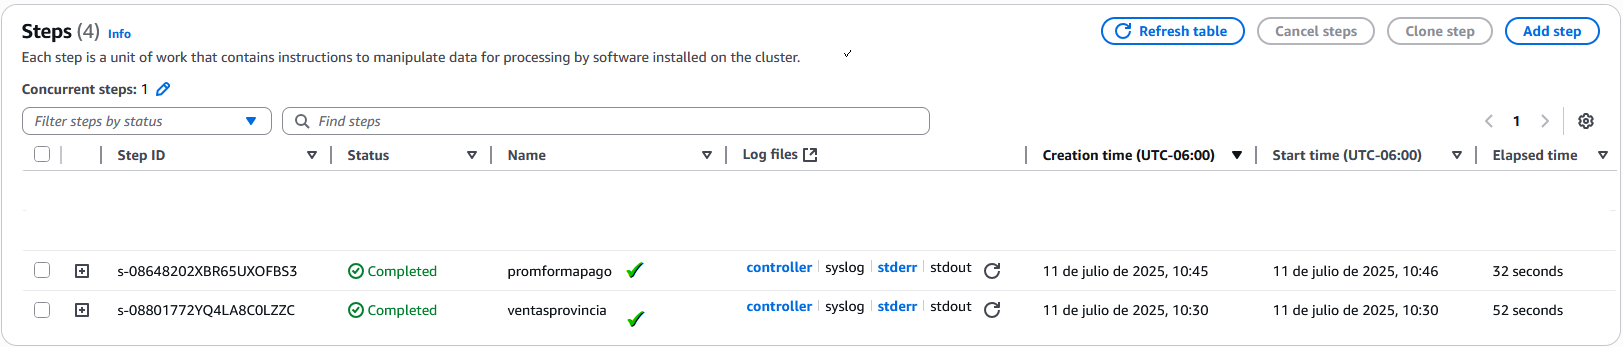 Steps (4) Info
Refresh table Cancel steps Clone step Add step
Each step is a unit of work that contains instructions to manipulate data for processing by software installed on the cluster.
Concurrent steps: 1
Filter steps by status Find steps 1
Step ID Status Name Log files Creation time (UTC-06:00) Start time (UTC-06:00) Elapsed time
s-08648202XBR65UXOFBS3 Completed promformapago controller syslog stderr stdout 11 de julio de 2025, 10:45 11 de julio de 2025, 10:46 32 seconds
s-08801772YQ4LA8C0LZZC Completed ventasprovincia controller syslog stderr stdout 11 de julio de 2025, 10:30 11 de julio de 2025, 10:30 52 seconds